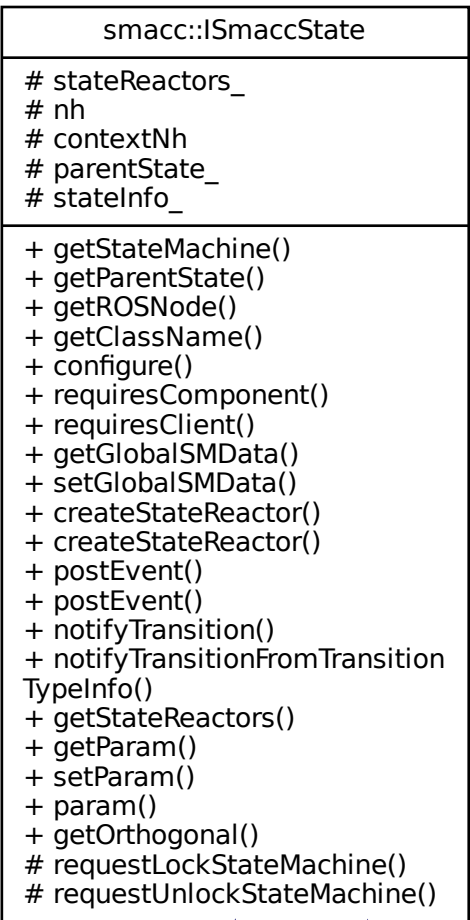 smacc::ISmaccState
# stateReactors_
# nh
# contextNh
# parentState_
# stateInfo_
+ getStateMachine()
+ getParentState()
+ getROSNode()
+ getClassName()
+ configure()
+ requiresComponent()
+ requiresClient()
+ getGlobalSMData()
+ setGlobalSMData()
+ createStateReactor()
+ createStateReactor()
+ postEvent()
+ postEvent()
+ notifyTransition()
+ notifyTransitionFromTransition
TypeInfo()
+ getStateReactors()
+ getParam()
+ setParam()
+ param()
+ getOrthogonal()
# requestLockStateMachine()
# requestUnlockStateMachine()